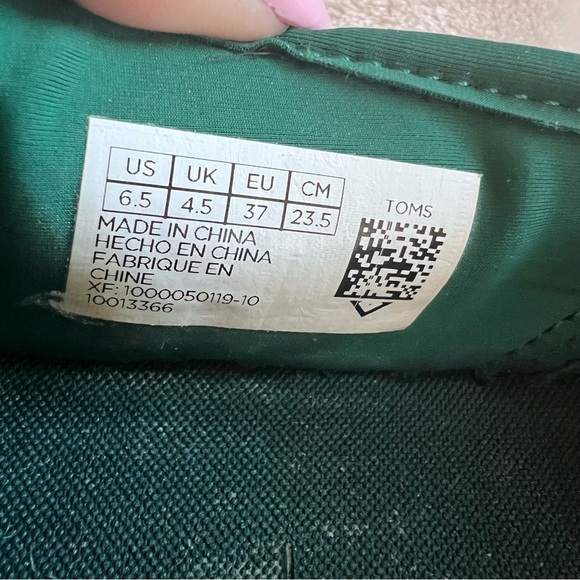 US UK EU CM
6.5 4.5 37 23.5
MADE IN CHINA
HECHO EN CHINA
FABRIQUE EN
CHINE
XF: 1000050119-10
10013366
TOMS